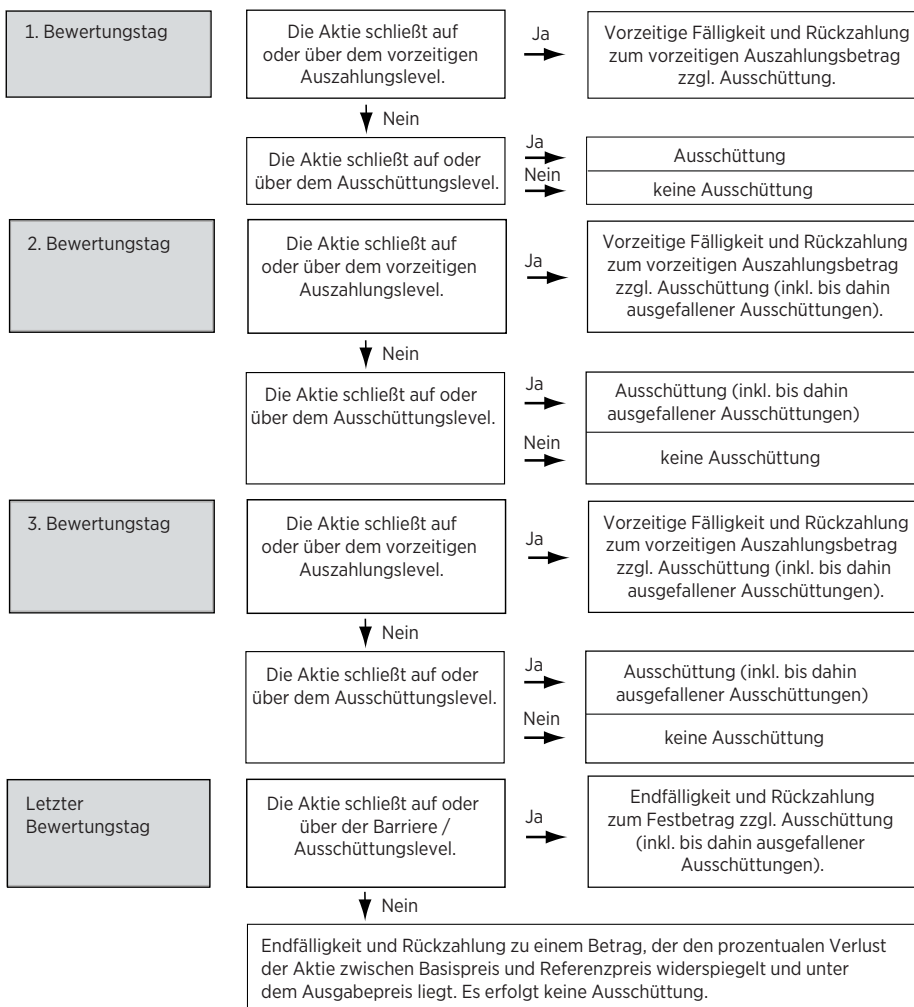 1. Bewertungstag
Die Aktie schließt auf
oder über dem vorzeitigen
Auszahlungslevel.
Ja
Vorzeitige Fälligkeit und Rückzahlung
zum vorzeitigen Auszahlungsbetrag
zzgl. Ausschüttung.
Nein
Die Aktie schließt auf oder
über dem Ausschüttungslevel.
Ja
Ausschüttung
Nein
keine Ausschüttung
2. Bewertungstag
Die Aktie schließt auf
oder über dem vorzeitigen
Auszahlungslevel.
Ja
Vorzeitige Fälligkeit und Rückzahlung
zum vorzeitigen Auszahlungsbetrag
zzgl. Ausschüttung (inkl. bis dahin
ausgefallener Ausschüttungen).
Nein
Die Aktie schließt auf oder
über dem Ausschüttungslevel.
Ja
Ausschüttung (inkl. bis dahin
ausgefallener Ausschüttungen)
Nein
keine Ausschüttung
3. Bewertungstag
Die Aktie schließt auf
oder über dem vorzeitigen
Auszahlungslevel.
Ja
Vorzeitige Fälligkeit und Rückzahlung
zum vorzeitigen Auszahlungsbetrag
zzgl. Ausschüttung (inkl. bis dahin
ausgefallener Ausschüttungen).
Nein
Die Aktie schließt auf oder
über dem Ausschüttungslevel.
Ja
Ausschüttung (inkl. bis dahin
ausgefallener Ausschüttungen)
Nein
keine Ausschüttung
Letzter
Bewertungstag
Die Aktie schließt auf oder
über der Barriere /
Ausschüttungslevel.
Ja
Endfälligkeit und Rückzahlung
zum Festbetrag zzgl. Ausschüttung
(inkl. bis dahin ausgefallener
Ausschüttungen).
Nein
Endfälligkeit und Rückzahlung zu einem Betrag, der den prozentualen Verlust
der Aktie zwischen Basispreis und Referenzpreis widerspiegelt und unter
dem Ausgabepreis liegt. Es erfolgt keine Ausschüttung.